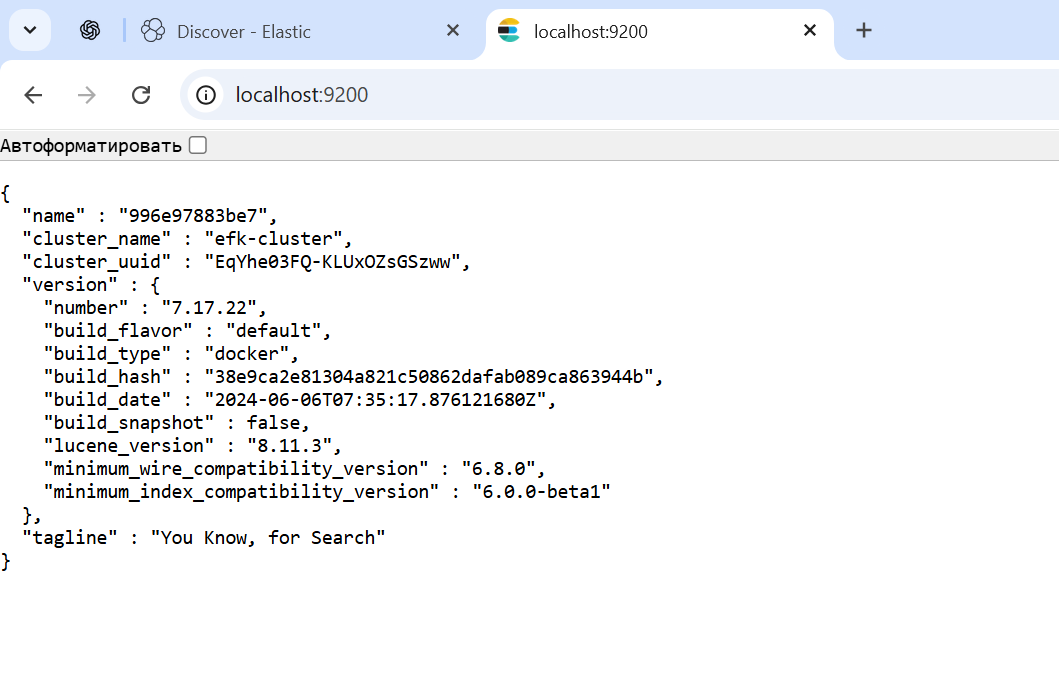 Discover - Elastic
localhost:9200
localhost:9200
Автоформатировать
{
  "name" : "996e97883be7",
  "cluster_name" : "efk-cluster",
  "cluster_uuid" : "EqYhe03FQ-KLUxOZsGSzww",
  "version" : {
    "number" : "7.17.22",
    "build_flavor" : "default",
    "build_type" : "docker",
    "build_hash" : "38e9ca2e81304a821c50862dafab089ca863944b",
    "build_date" : "2024-06-06T07:35:17.876121680Z",
    "build_snapshot" : false,
    "lucene_version" : "8.11.3",
    "minimum_wire_compatibility_version" : "6.8.0",
    "minimum_index_compatibility_version" : "6.0.0-beta1"
  },
  "tagline" : "You Know, for Search"
}